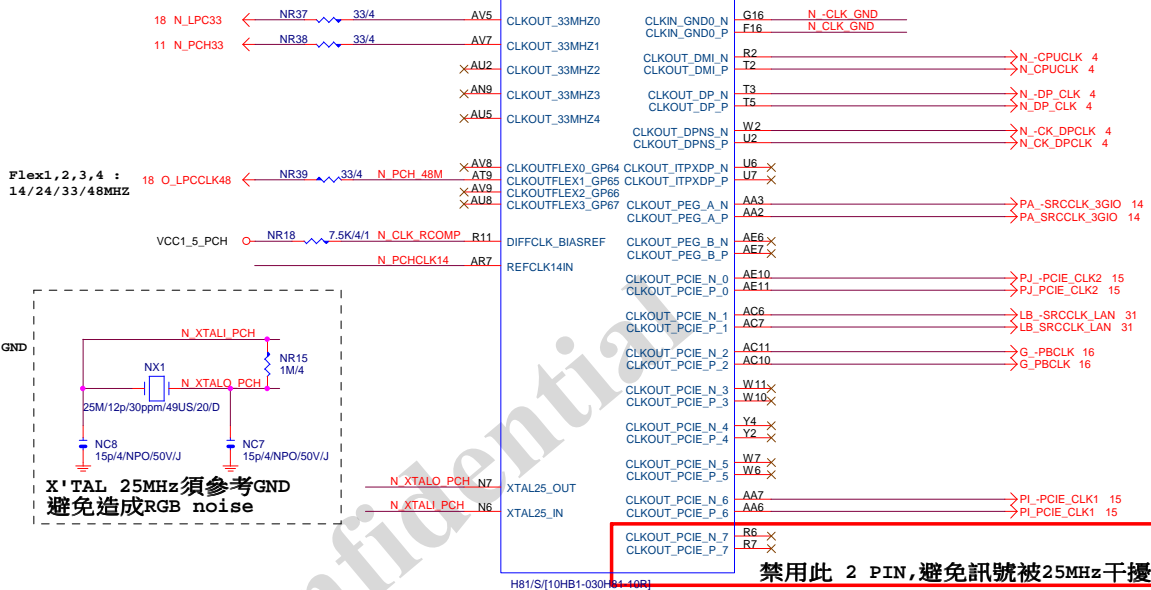 18 N_LPC33 NR37 33/4 AV5 CLKOUT_33MHZ0
11 N_PCH33 NR38 33/4 AV7 CLKOUT_33MHZ1
AU2 CLKOUT_33MHZ2
AN9 CLKOUT_33MHZ3
AU5 CLKOUT_33MHZ4
Flex1,2,3,4 :
14/24/33/48MHZ
AV8 CLKOUTFLEX0_GP64
18 O_LPCCLK48 NR39 33/4 N_PCH_48M AT9 CLKOUTFLEX1_GP65
AV9 CLKOUTFLEX2_GP66
AU8 CLKOUTFLEX3_GP67
VCC1_5_PCH NR18 7.5K/4/1 N_CLK_RCOMP R11 DIFFCLK_BIASREF
N_PCHCLK14 AR7 REFCLK14IN
GND
N_XTALI_PCH
NR15
1M/4
NX1
N_XTALO_PCH
25M/12p/30ppm/49US/20/D
NC8
15p/4/NPO/50V/J
NC7
15p/4/NPO/50V/J
X'TAL 25MHz須參考GND
避免造成RGB noise
N_XTALO_PCH N7 XTAL25_OUT
N_XTALI_PCH N6 XTAL25_IN
CLKIN_GND0_N G16 N_-CLK_GND
CLKIN_GND0_P F16 N_CLK_GND
CLKOUT_DMI_N R2 N_-CPUCLK 4
CLKOUT_DMI_P T2 N_CPUCLK 4
CLKOUT_DP_N T3 N_-DP_CLK 4
CLKOUT_DP_P T5 N_DP_CLK 4
CLKOUT_DPNS_N W2 N_-CK_DPCLK 4
CLKOUT_DPNS_P U2 N_CK_DPCLK 4
CLKOUT_ITPXDP_N U6
CLKOUT_ITPXDP_P U7
CLKOUT_PEG_A_N AA3 PA_-SRCCLK_3GIO 14
CLKOUT_PEG_A_P AA2 PA_SRCCLK_3GIO 14
CLKOUT_PEG_B_N AE6
CLKOUT_PEG_B_P AE7
CLKOUT_PCIE_N_0 AE10 PJ_-PCIE_CLK2 15
CLKOUT_PCIE_P_0 AE11 PJ_PCIE_CLK2 15
CLKOUT_PCIE_N_1 AC6 LB_-SRCCLK_LAN 31
CLKOUT_PCIE_P_1 AC7 LB_SRCCLK_LAN 31
CLKOUT_PCIE_N_2 AC11 G_-PBCLK 16
CLKOUT_PCIE_P_2 AC10 G_PBCLK 16
CLKOUT_PCIE_N_3 W11
CLKOUT_PCIE_P_3 W10
CLKOUT_PCIE_N_4 Y4
CLKOUT_PCIE_P_4 Y2
CLKOUT_PCIE_N_5 W7
CLKOUT_PCIE_P_5 W6
CLKOUT_PCIE_N_6 AA7 PI_-PCIE_CLK1 15
CLKOUT_PCIE_P_6 AA6 PI_PCIE_CLK1 15
CLKOUT_PCIE_N_7 R6
CLKOUT_PCIE_P_7 R7
禁用此 2 PIN,避免訊號被25MHz干擾
H81/S/[10HB1-030H81-10R]
nfidential